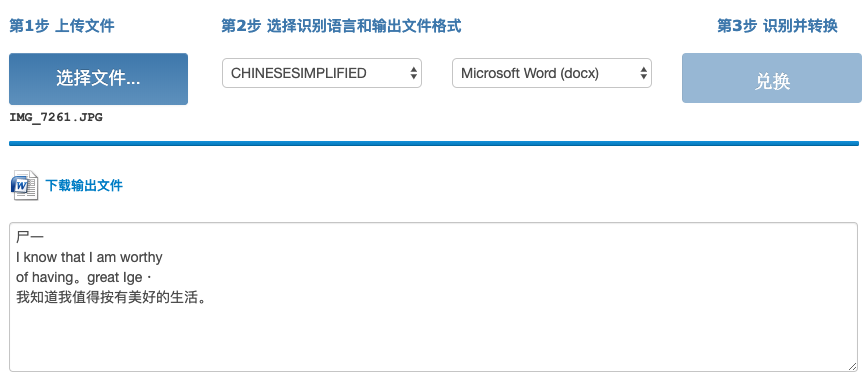 第1步 上传文件
第2步 选择识别语言和输出文件格式
第3步 识别并转换
选择文件...
CHINESESIMPLIFIED
Microsoft Word (docx)
兑换
IMG_7261.JPG
下载输出文件
尸一
I know that I am worthy
of having。great Ige ·
我知道我值得按有美好的生活。